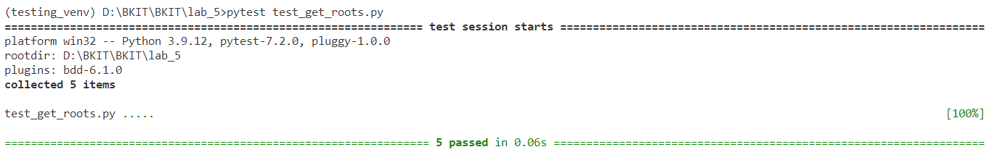 (testing_venv) D:\BKIT\BKIT\lab_5>pytest test_get_roots.py
================================================================ test session starts =================================================================
platform win32 -- Python 3.9.12, pytest-7.2.0, pluggy-1.0.0
rootdir: D:\BKIT\BKIT\lab_5
plugins: bdd-6.1.0
collected 5 items

test_get_roots.py ..... [100%]

================================================================= 5 passed in 0.06s ==================================================================